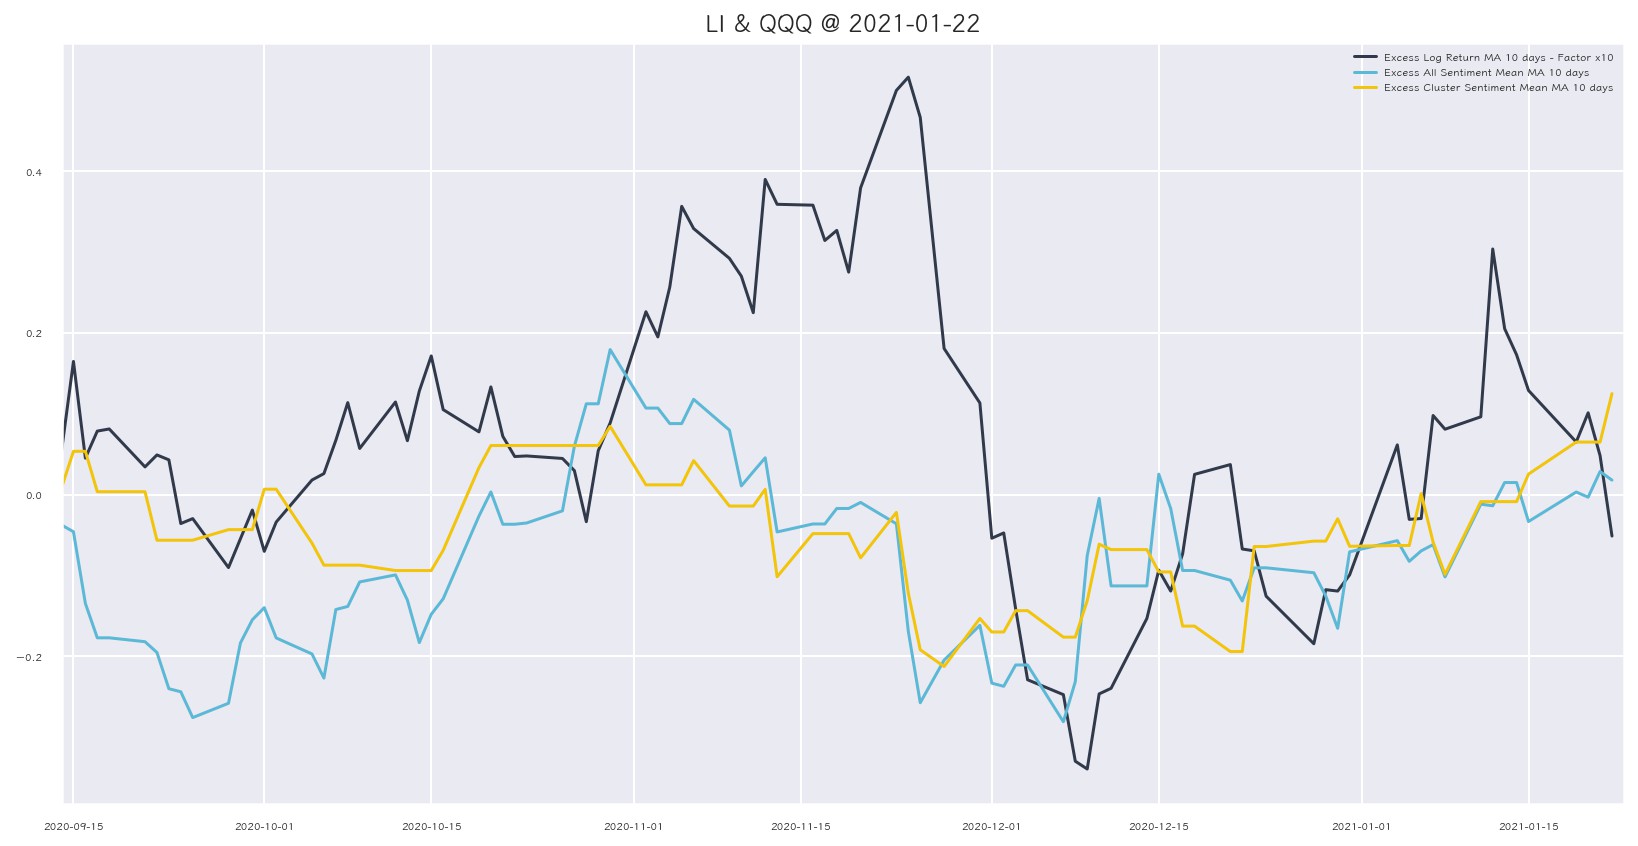 LI & QQQ @ 2021-01-22
Excess Log Return MA 10 days - Factor x10
Excess All Sentiment Mean MA 10 days
Excess Cluster Sentiment Mean MA 10 days
0.4
0.2
0.0
−0.2
2020-09-15 2020-10-01 2020-10-15 2020-11-01 2020-11-15 2020-12-01 2020-12-15 2021-01-01 2021-01-15